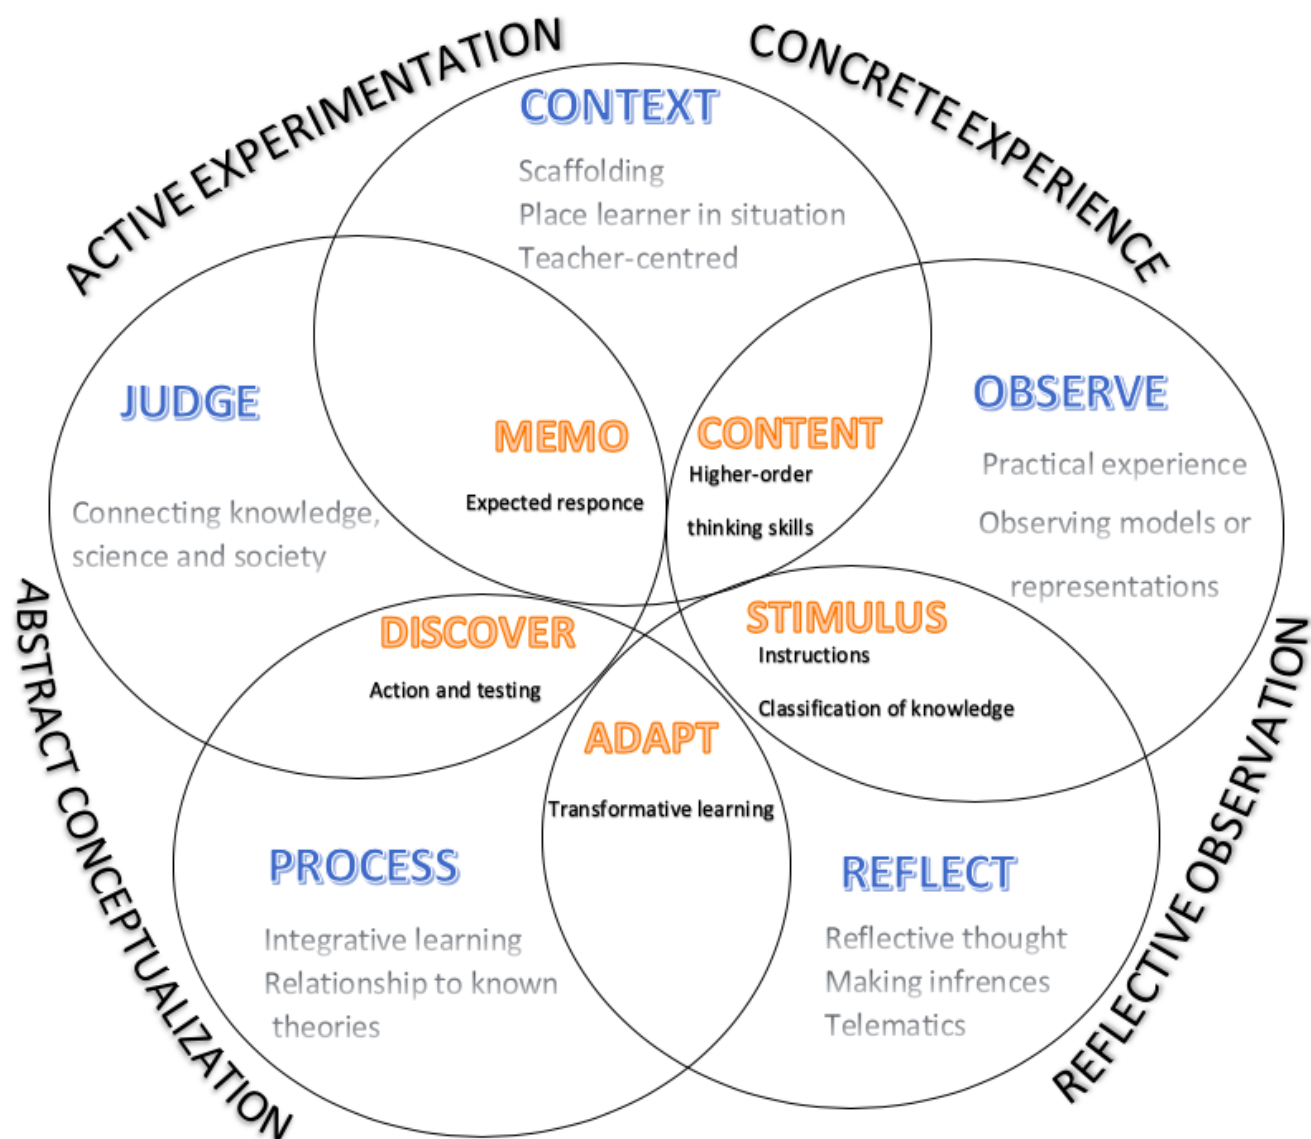 ACTIVE EXPERIMENTATION
CONCRETE EXPERIENCE
CONTEXT
Scaffolding
Place learner in situation
Teacher-centred
JUDGE
Connecting knowledge,
science and society
MEMO
Expected responce
CONTENT
Higher-order
thinking skills
OBSERVE
Practical experience
Observing models or
representations
DISCOVER
Action and testing
STIMULUS
Instructions
Classification of knowledge
ADAPT
Transformative learning
PROCESS
Integrative learning
Relationship to known
theories
REFLECT
Reflective thought
Making infrences
Telematics
ABSTRACT CONCEPTUALIZATION
REFLECTIVE OBSERVATION